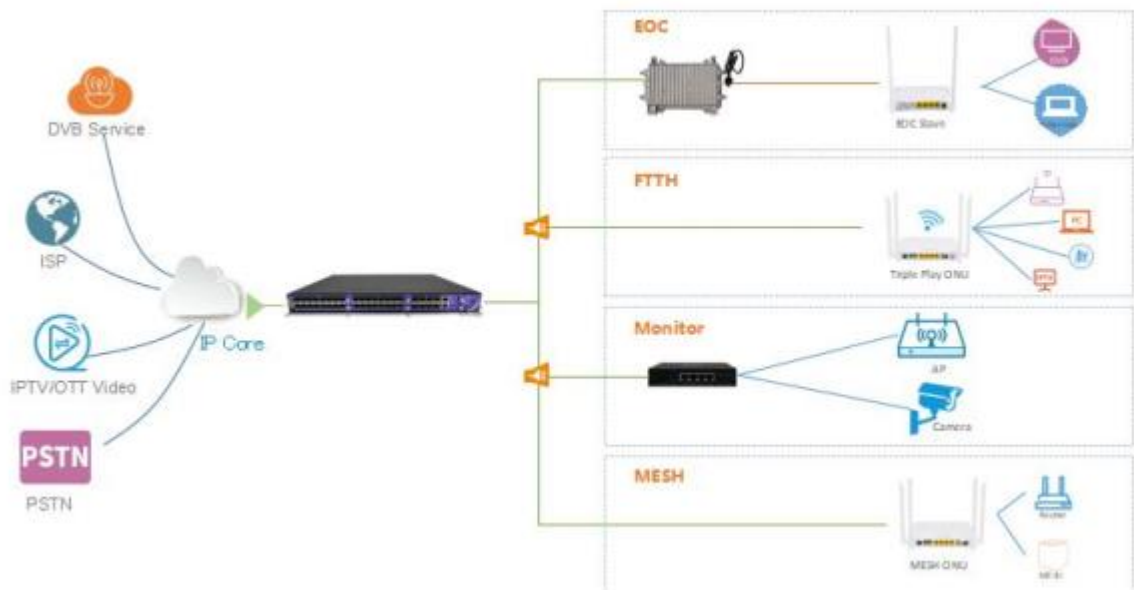 DVB Service
ISP
IPTV/OTT Video
PSTN
PSTN
IP Core
EOC
EOC Slave
FTTH
PC
IPTV
Triple Play ONU
Monitor
AP
Camera
MESH
MESH ONU
Router